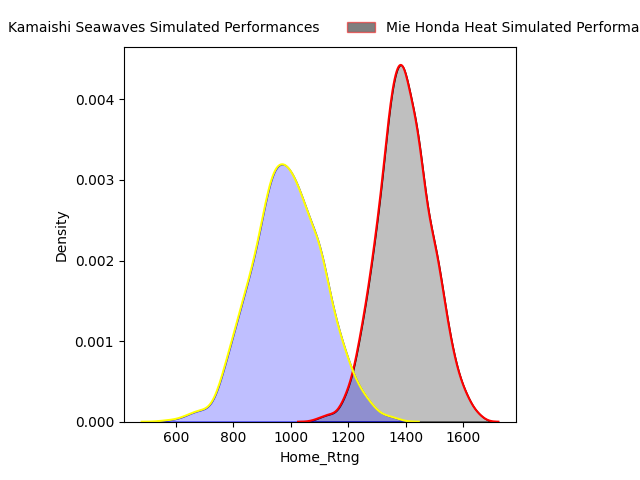 Kamaishi Seawaves Simulated Performances Mie Honda Heat Simulated Performa
0.004
0.003
0.002
0.001
0.000
Density
600 800 1000 1200 1400 1600
Home_Rtng